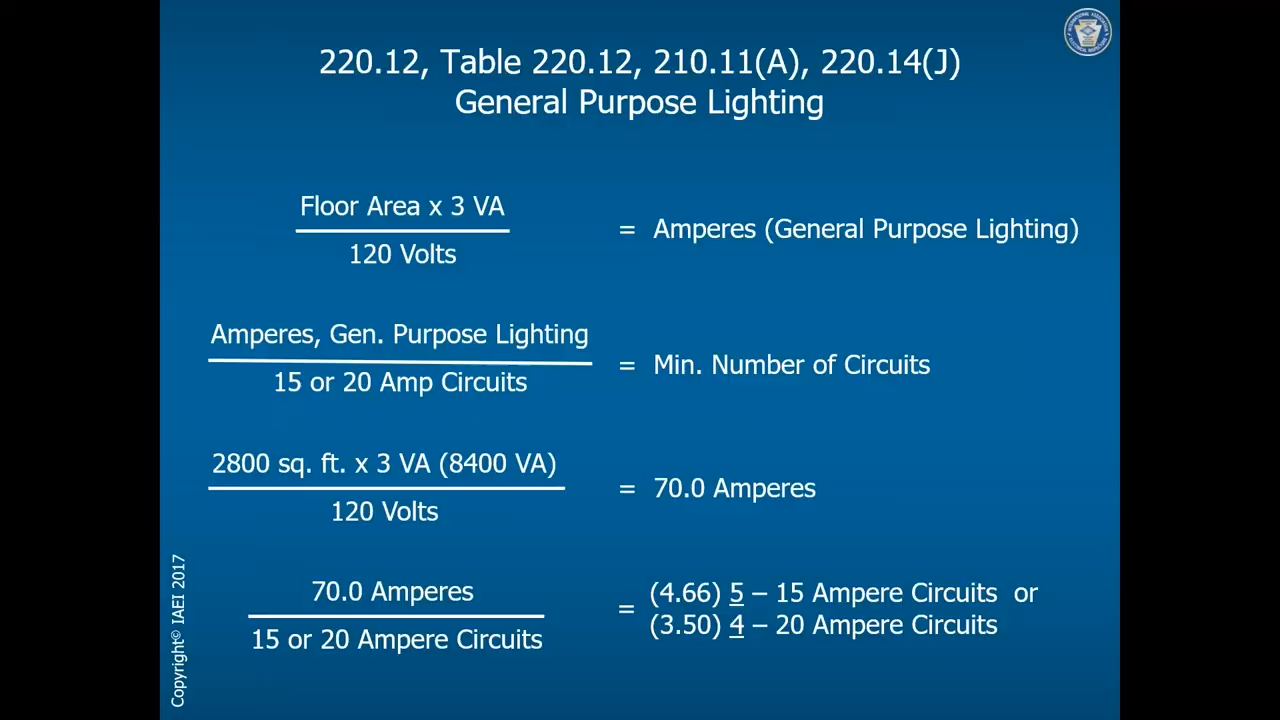 220.12, Table 220.12, 210.11(A), 220.14(J)
General Purpose Lighting
Floor Area x 3 VA
120 Volts
= Amperes (General Purpose Lighting)
Amperes, Gen. Purpose Lighting
15 or 20 Amp Circuits
= Min. Number of Circuits
2800 sq. ft. x 3 VA (8400 VA)
120 Volts
= 70.0 Amperes
70.0 Amperes
15 or 20 Ampere Circuits
= (4.66) 5 – 15 Ampere Circuits or
(3.50) 4 – 20 Ampere Circuits
Copyright© IAEI 2017